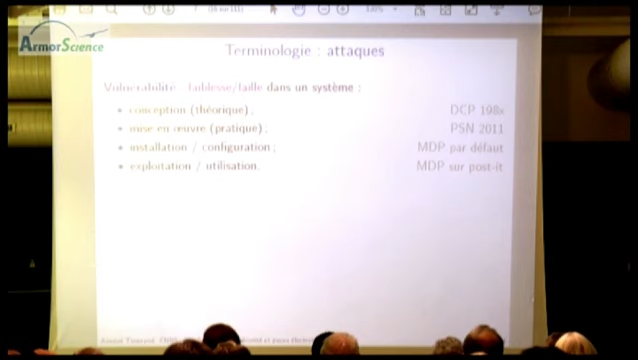 ArmorScience
Terminologie : attaques
Vulnérabilité faiblesse/faille dans un système :
conception (théorique) ; DCP 198x
mise en œuvre (pratique) ; PSN 2011
installation / configuration ; MDP par défaut
exploitation / utilisation. MDP sur post-it